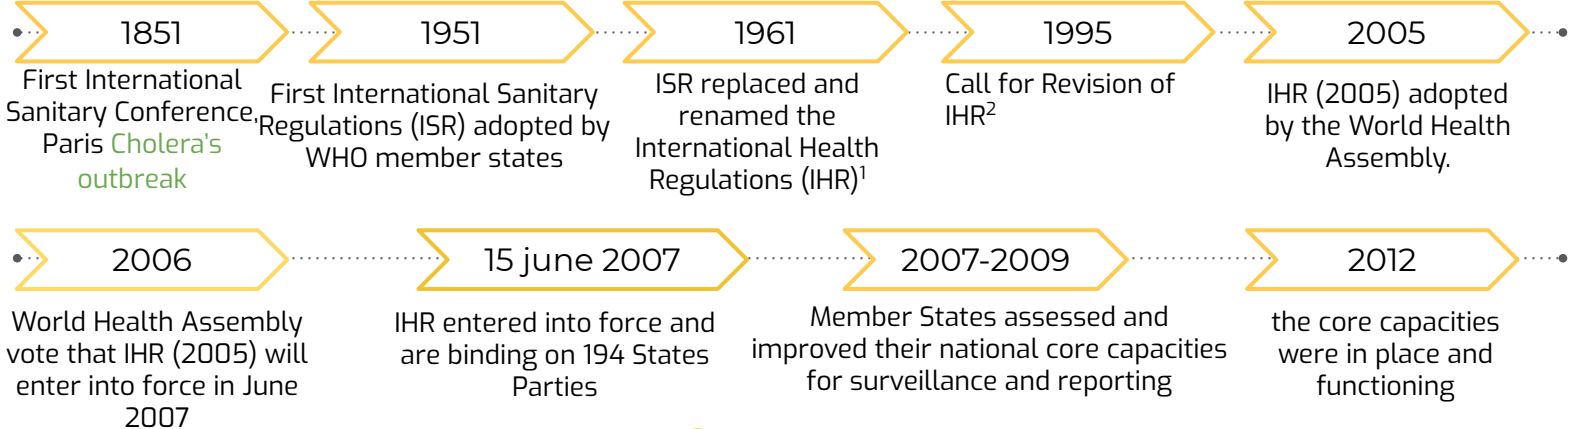 1851
First International
Sanitary Conference,
Paris Cholera's
outbreak
1951
First International Sanitary
Regulations (ISR) adopted by
WHO member states
1961
ISR replaced and
renamed the
International Health
Regulations (IHR)¹
1995
Call for Revision of
IHR²
2005
IHR (2005) adopted
by the World Health
Assembly.
2006
World Health Assembly
vote that IHR (2005) will
enter into force in June
2007
15 june 2007
IHR entered into force and
are binding on 194 States
Parties
2007-2009
Member States assessed and
improved their national core capacities
for surveillance and reporting
2012
the core capacities
were in place and
functioning